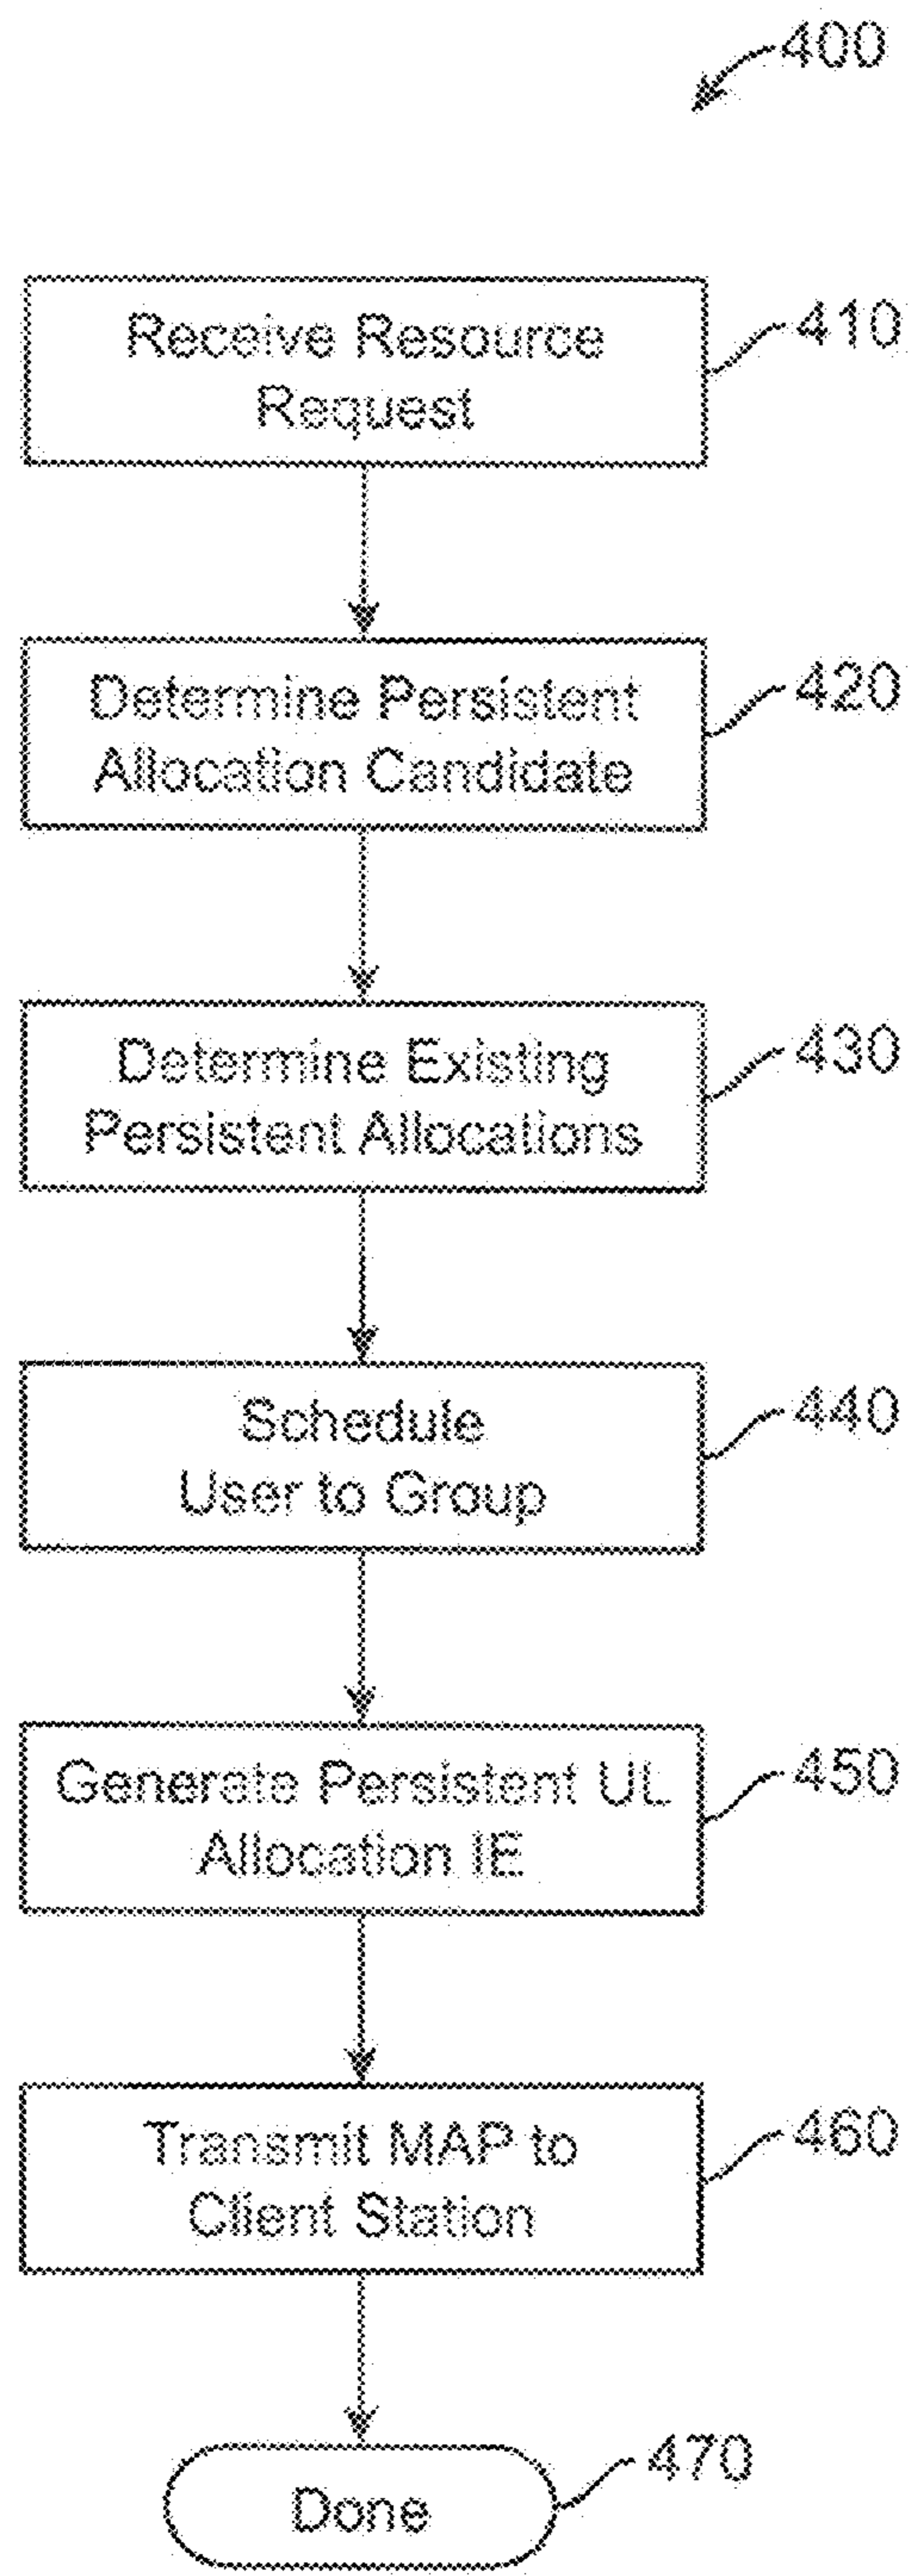 400
Receive Resource
Request
410
Determine Persistent
Allocation Candidate
420
Determine Existing
Persistent Allocations
430
Schedule
User to Group
440
Generate Persistent UL
Allocation IE
450
Transmit MAP to
Client Station
460
Done
470